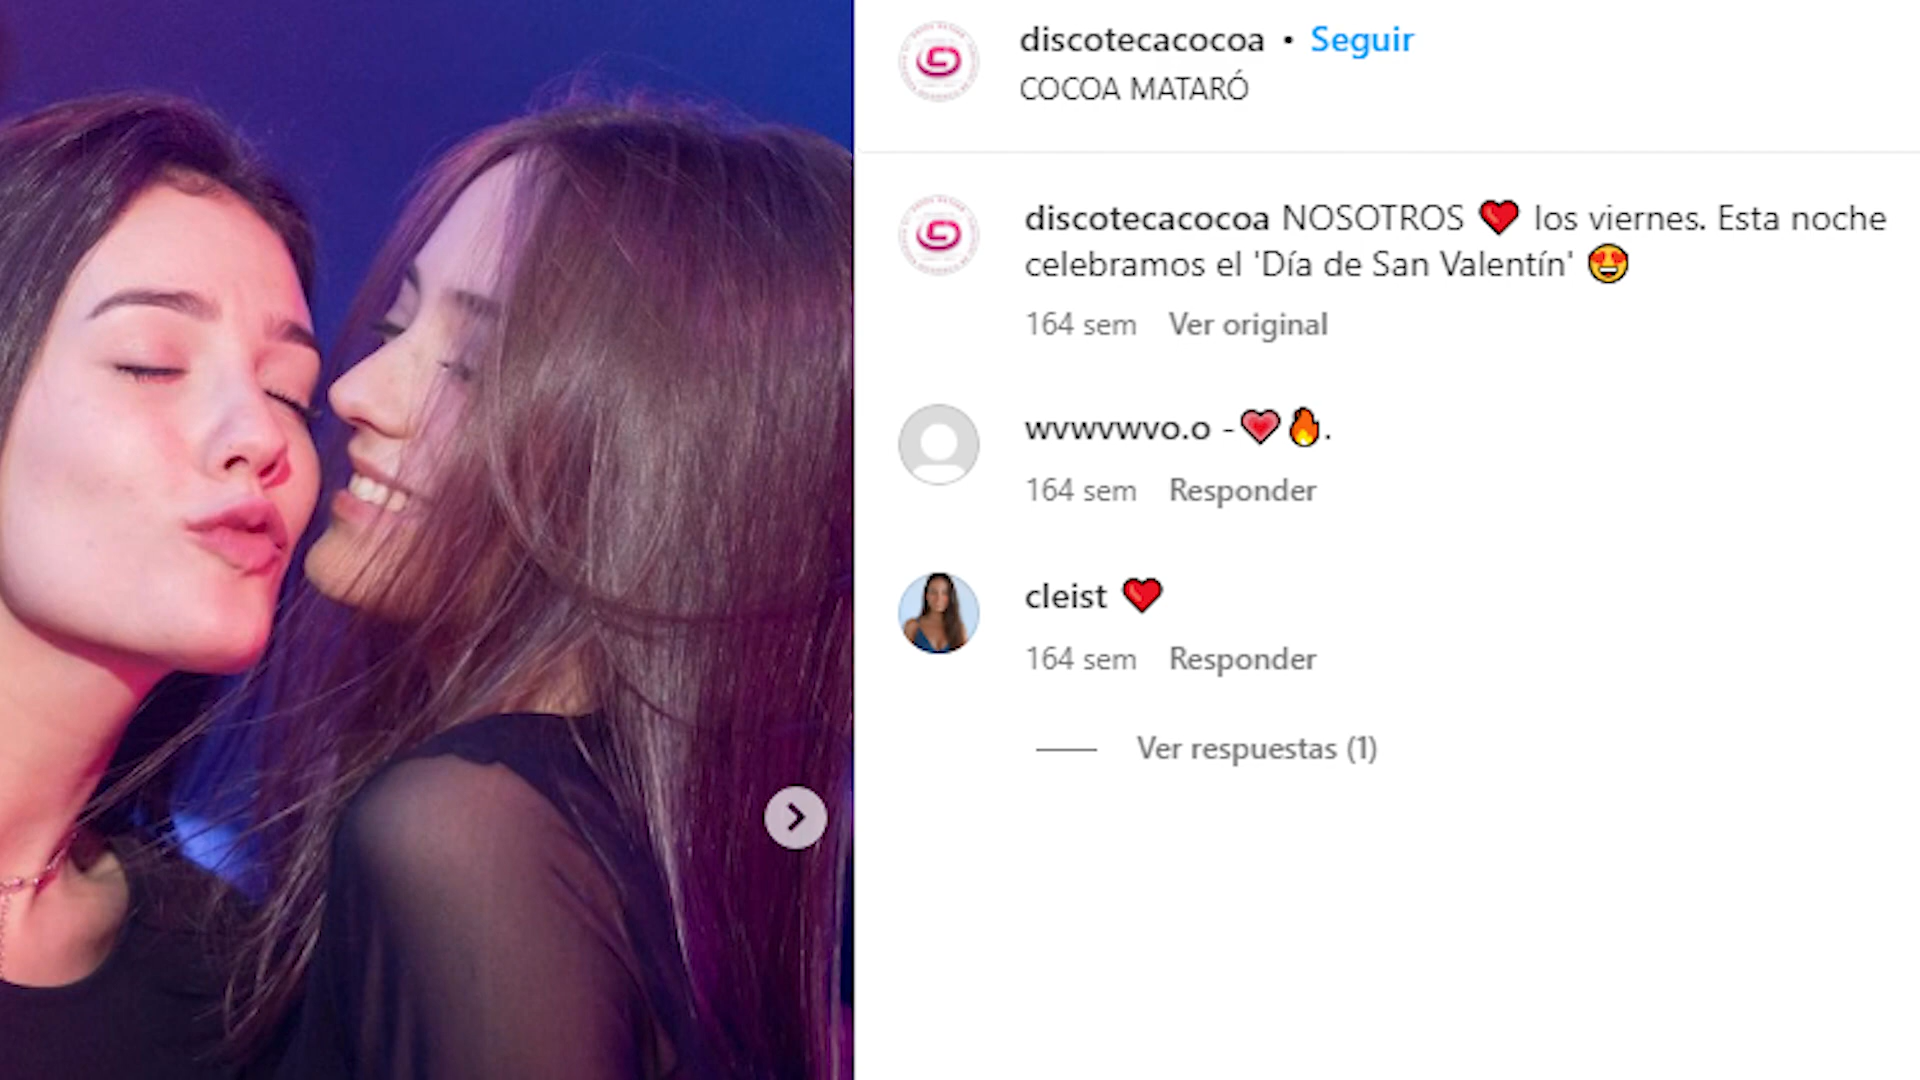 discotecacocoa • Seguir
COCOA MATARÓ
discotecacocoa NOSOTROS ❤️ los viernes. Esta noche
celebramos el 'Día de San Valentín' 😍
164 sem Ver original
wvwvwvo.o -💗🔥.
164 sem Responder
cleist ❤️
164 sem Responder
Ver respuestas (1)